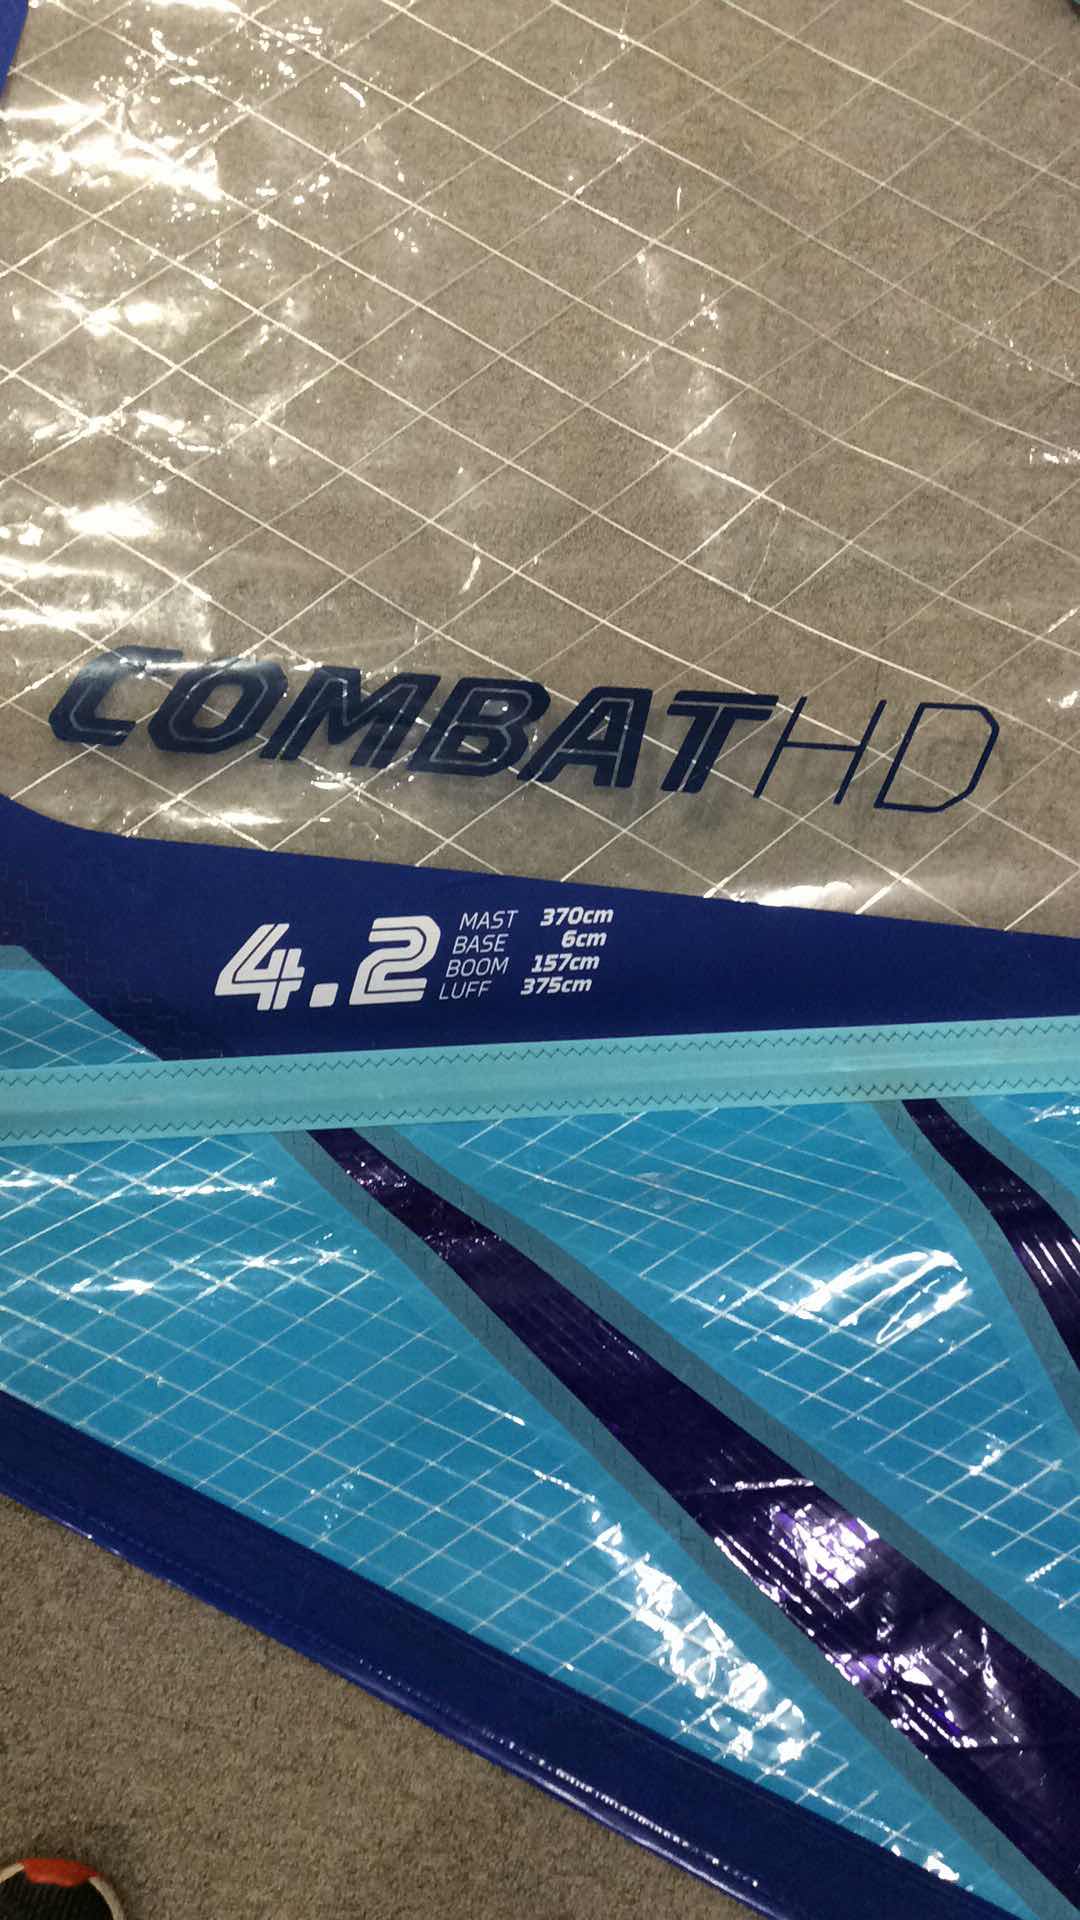 COMBATHD
4.2
MAST 370cm
BASE 6cm
BOOM 157cm
LUFF 375cm